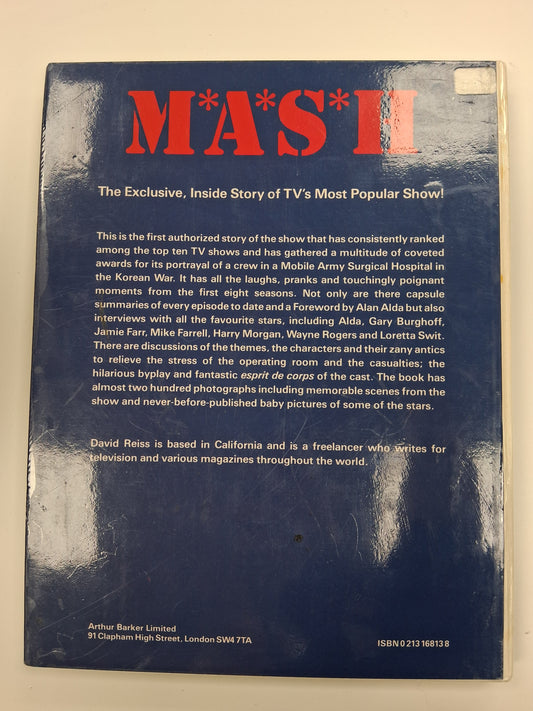 M*A*S*H
The Exclusive, Inside Story of TV's Most Popular Show!
This is the first authorized story of the show that has consistently ranked
among the top ten TV shows and has gathered a multitude of coveted
awards for its portrayal of a crew in a Mobile Army Surgical Hospital in
the Korean War. It has all the laughs, pranks and touchingly poignant
moments from the first eight seasons. Not only are there capsule
summaries of every episode to date and a Foreword by Alan Alda but also
interviews with all the favourite stars, including Alda, Gary Burghoff,
Jamie Farr, Mike Farrell, Harry Morgan, Wayne Rogers and Loretta Swit.
There are discussions of the themes, the characters and their zany antics
to relieve the stress of the operating room and the casualties; the
hilarious byplay and fantastic esprit de corps of the cast. The book has
almost two hundred photographs including memorable scenes from the
show and never-before-published baby pictures of some of the stars.
David Reiss is based in California and is a freelancer who writes for
television and various magazines throughout the world.
Arthur Barker Limited
91 Clapham High Street, London SW4 7TA
ISBN 0 213 16813 8